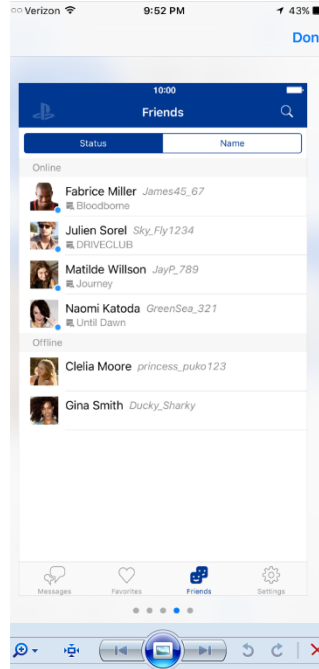 Verizon 9:52 PM 43%
Don
10:00
Friends
Status Name
Online
Fabrice Miller James45_67
Bloodborne
Julien Sorel Sky_Fly1234
DRIVECLUB
Matilde Willson JayP_789
Journey
Naomi Katoda GreenSea_321
Until Dawn
Offline
Clelia Moore princess_puko123
Gina Smith Ducky_Sharky
Messages Favorites Friends Settings